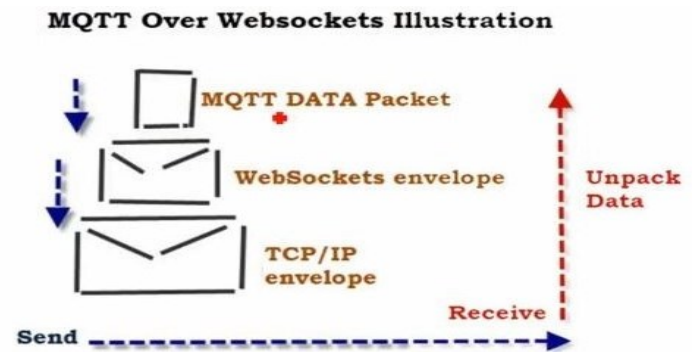 MQTT Over Websockets Illustration
MQTT DATA Packet
WebSockets envelope
Unpack
Data
TCP/IP
envelope
Receive
Send